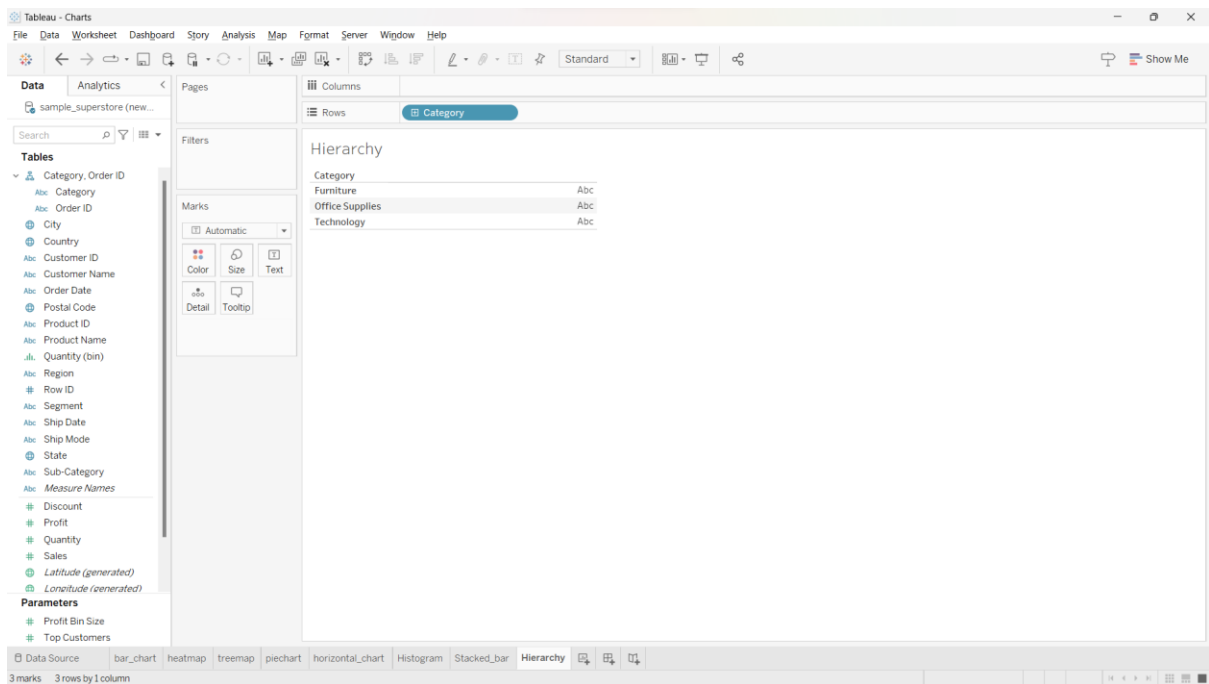 Tableau - Charts
File Data Worksheet Dashboard Story Analysis Map Format Server Window Help
Standard
Show Me
Data Analytics
Pages
Columns
sample_superstore (new...
Rows
Category
Search
Filters
Hierarchy
Tables
Category, Order ID
Abc Category
Abc Order ID
City
Country
Abc Customer ID
Abc Customer Name
Abc Order Date
Postal Code
Abc Product ID
Abc Product Name
Quantity (bin)
Abc Region
# Row ID
Abc Segment
Abc Ship Date
Abc Ship Mode
State
Abc Sub-Category
Abc Measure Names
# Discount
# Profit
# Quantity
# Sales
Latitude (generated)
Longitude (generated)
Parameters
# Profit Bin Size
# Top Customers
Marks
Automatic
Color Size Text
Detail Tooltip
Category
Furniture Abc
Office Supplies Abc
Technology Abc
Data Source bar_chart heatmap treemap piechart horizontal_chart Histogram Stacked_bar Hierarchy
3 marks 3 rows by 1 column